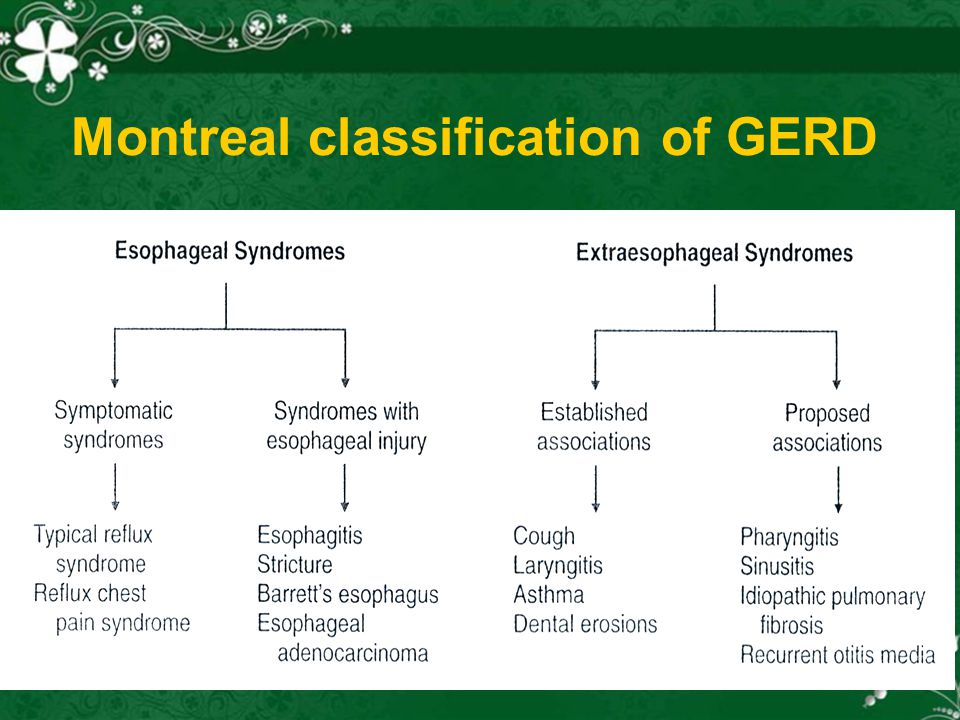 Montreal classification of GERD
Esophageal Syndromes
Symptomatic
syndromes
Typical reflux
syndrome
Reflux chest
pain syndrome
Syndromes with
esophageal injury
Esophagitis
Stricture
Barrett's esophagus
Esophageal
adenocarcinoma
Extraesophageal Syndromes
Established
associations
Cough
Laryngitis
Asthma
Dental erosions
Proposed
associations
Pharyngitis
Sinusitis
Idiopathic pulmonary
fibrosis
Recurrent otitis media